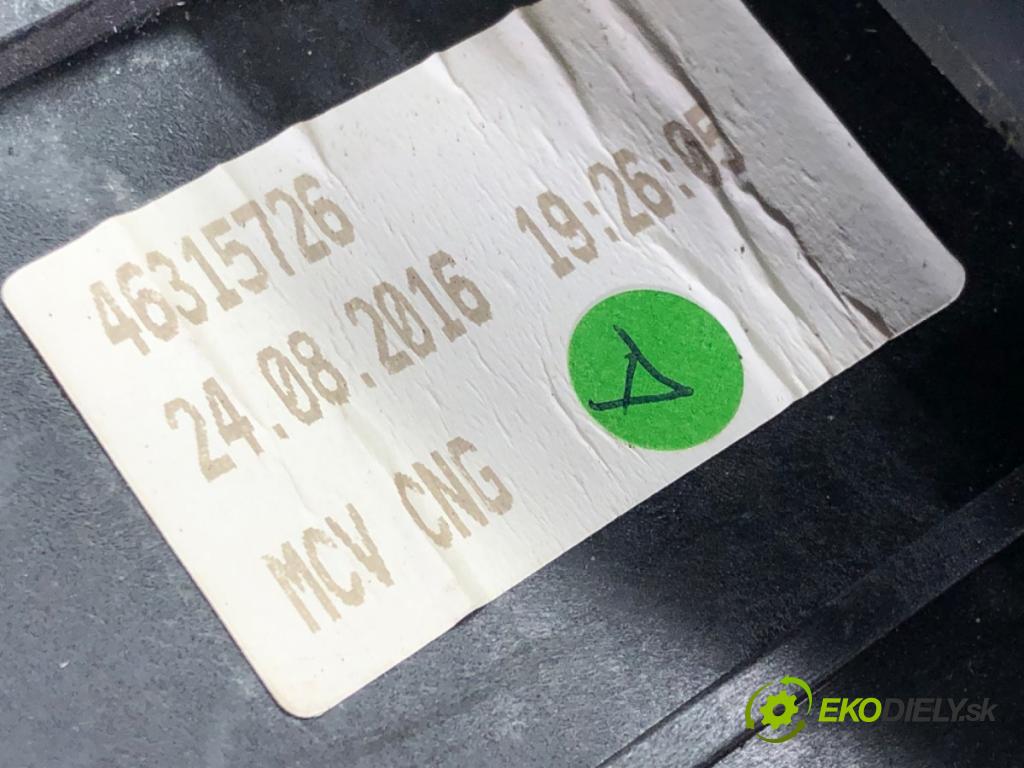 46315726
24.08.2016 19:26:05
MCV CNG
A
EKODIELY.sk